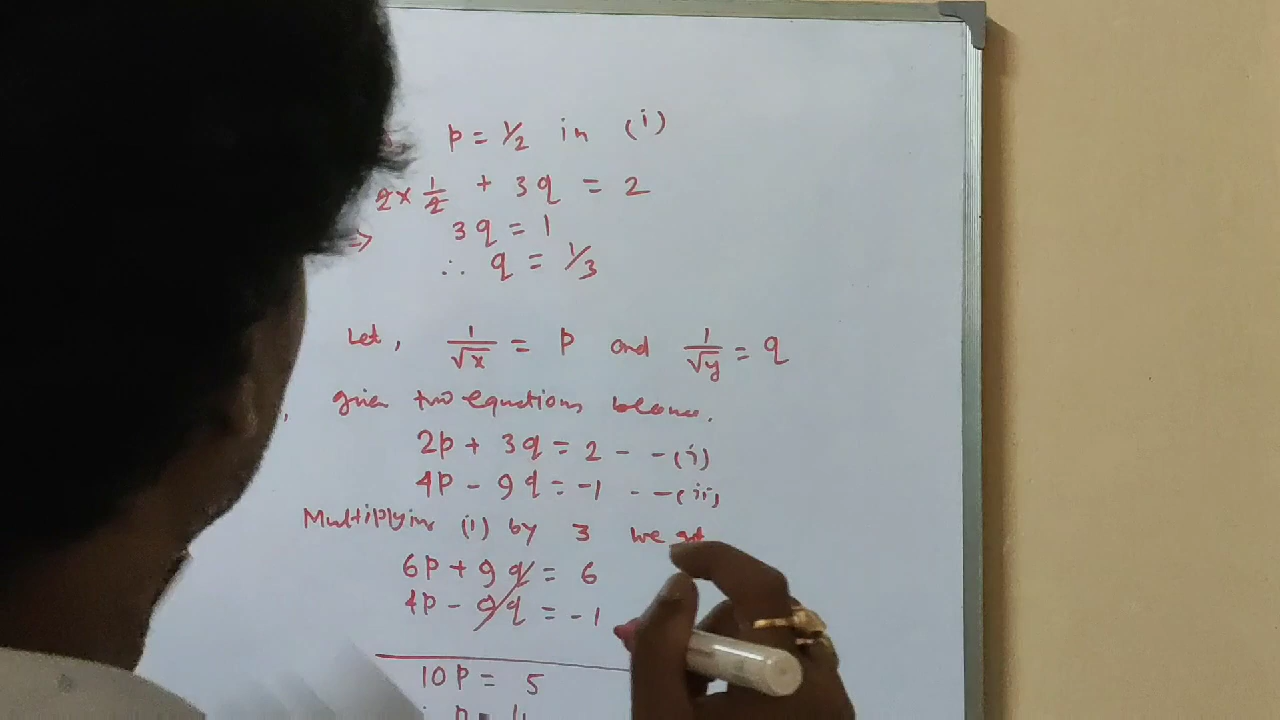 p = 1/2 in (i)
2 × 1/2 + 3q = 2
⇒ 3q = 1
∴ q = 1/3
Let, 1/√x = p and 1/√y = q
given two equations become.
2p + 3q = 2 - - (i)
4p - 9q = -1 - - (ii)
Multiplying (i) by 3 we get
6p + 9q = 6
4p - 9q = -1
10p = 5